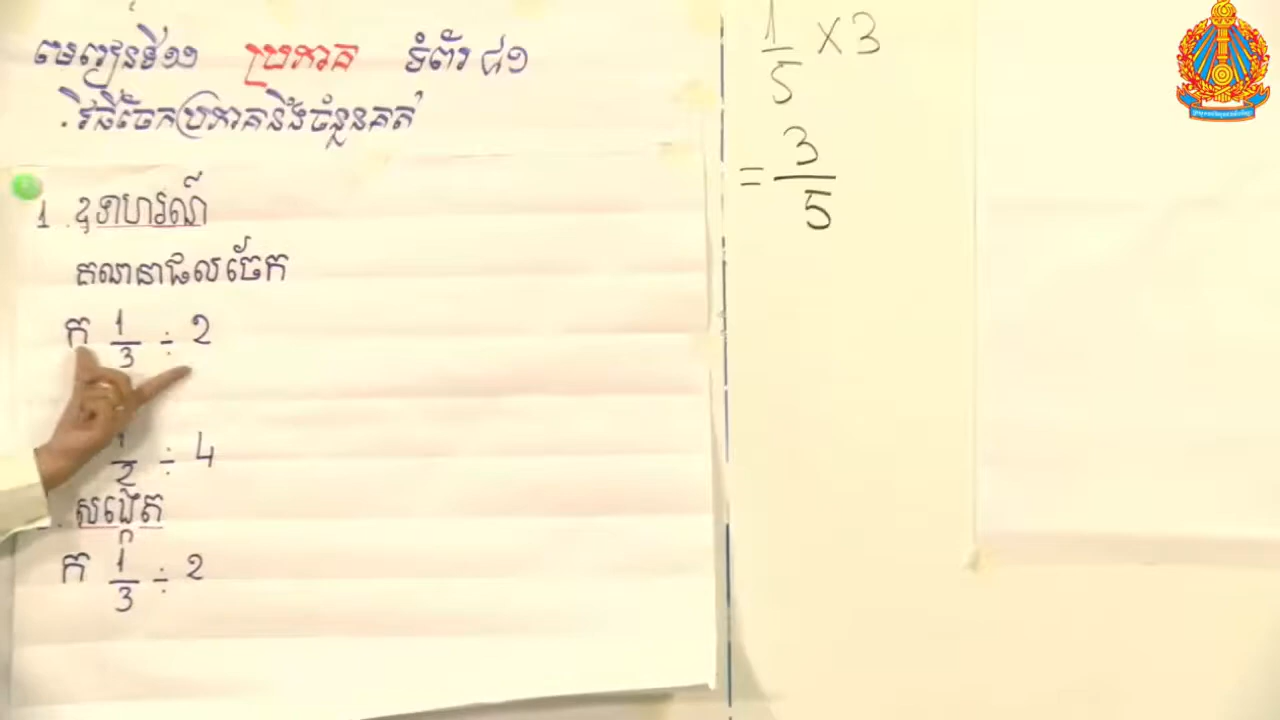 មេរៀនទី១១ ប្រភាគ ទំព័រ ៨១
. វិធីចែកប្រភាគនឹងចំនួនគត់
1 . ឧទាហរណ៍
គណនាផលចែក
ក 1/3 ÷ 2
1/2 ÷ 4
សង្កេត
ក 1/3 ÷ 2
1/5 × 3
= 3/5